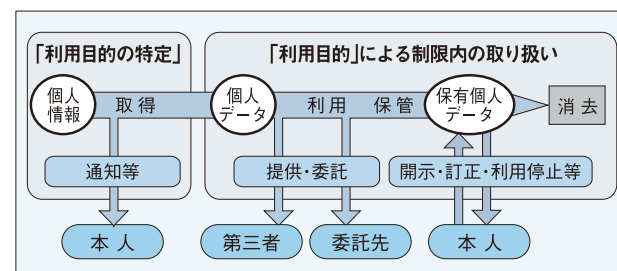 「利用目的の特定」
「利用目的」による制限内の取り扱い
個人
情報
取得
個人
データ
利用 保管
保有個人
データ
消去
通知等
提供・委託
開示・訂正・利用停止等
本人
第三者
委託先
本人